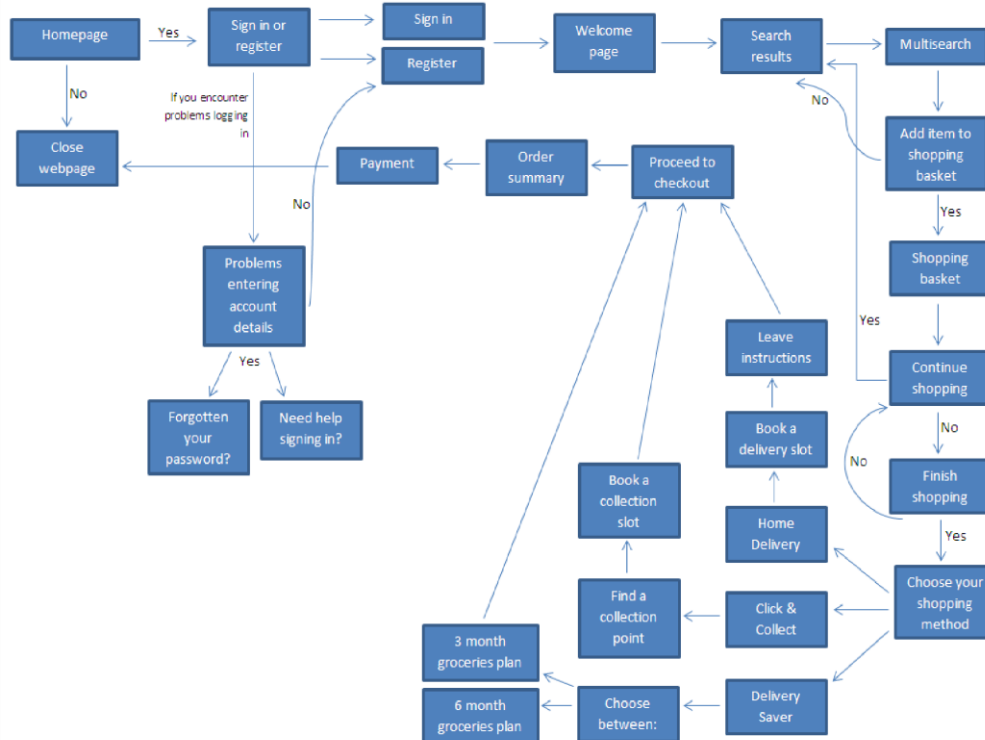 Homepage
Yes
Sign in or
register
Sign in
Register
Welcome
page
Search
results
Multisearch
No
If you encounter
problems logging
in
No
Close
webpage
Payment
Order
summary
Proceed to
checkout
Add item to
shopping
basket
Yes
No
Problems
entering
account
details
Shopping
basket
Yes
Leave
instructions
Continue
shopping
Yes
Forgotten
your
password?
Need help
signing in?
Book a
delivery slot
No
No
Book a
collection
slot
Finish
shopping
Home
Delivery
Yes
Find a
collection
point
Click &
Collect
Choose your
shopping
method
3 month
groceries plan
6 month
groceries plan
Choose
between:
Delivery
Saver